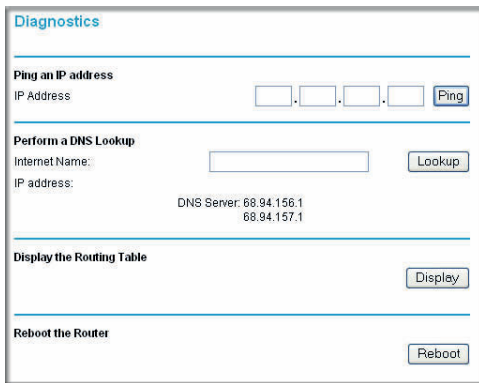 Diagnostics
Ping an IP address
IP Address . . . Ping
Perform a DNS Lookup
Internet Name: Lookup
IP address:
DNS Server: 68.94.156.1
68.94.157.1
Display the Routing Table
Display
Reboot the Router
Reboot